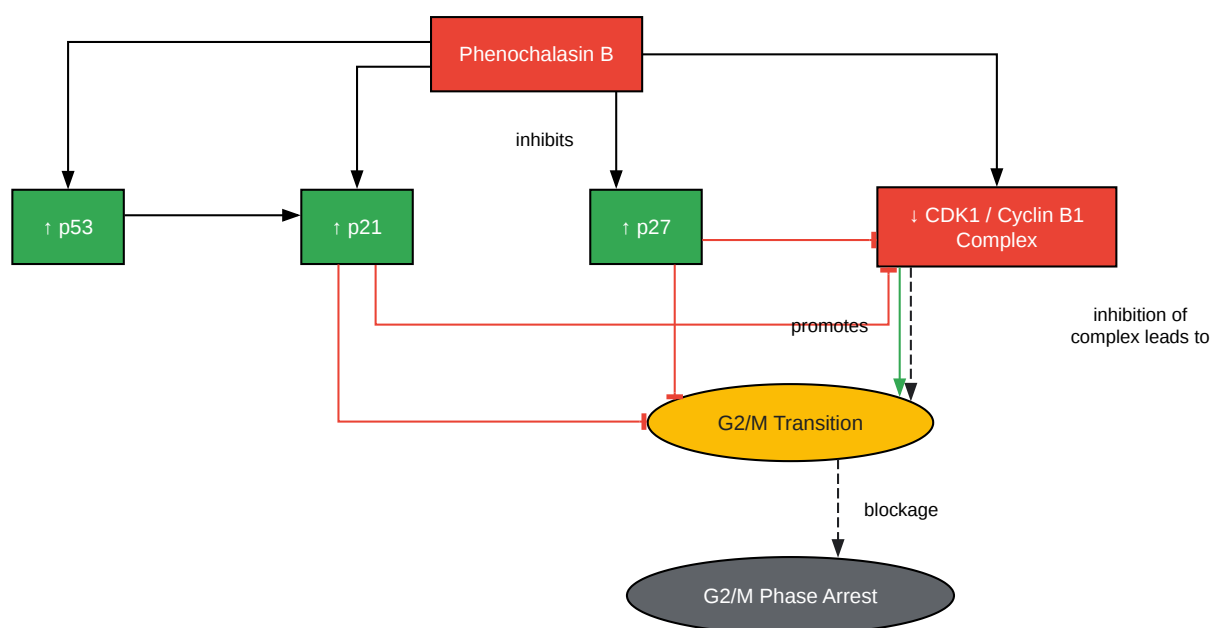 Phenochalasin B
inhibits
↑ p53
↑ p21
↑ p27
↓ CDK1 / Cyclin B1
Complex
promotes
inhibition of
complex leads to
G2/M Transition
blockage
G2/M Phase Arrest